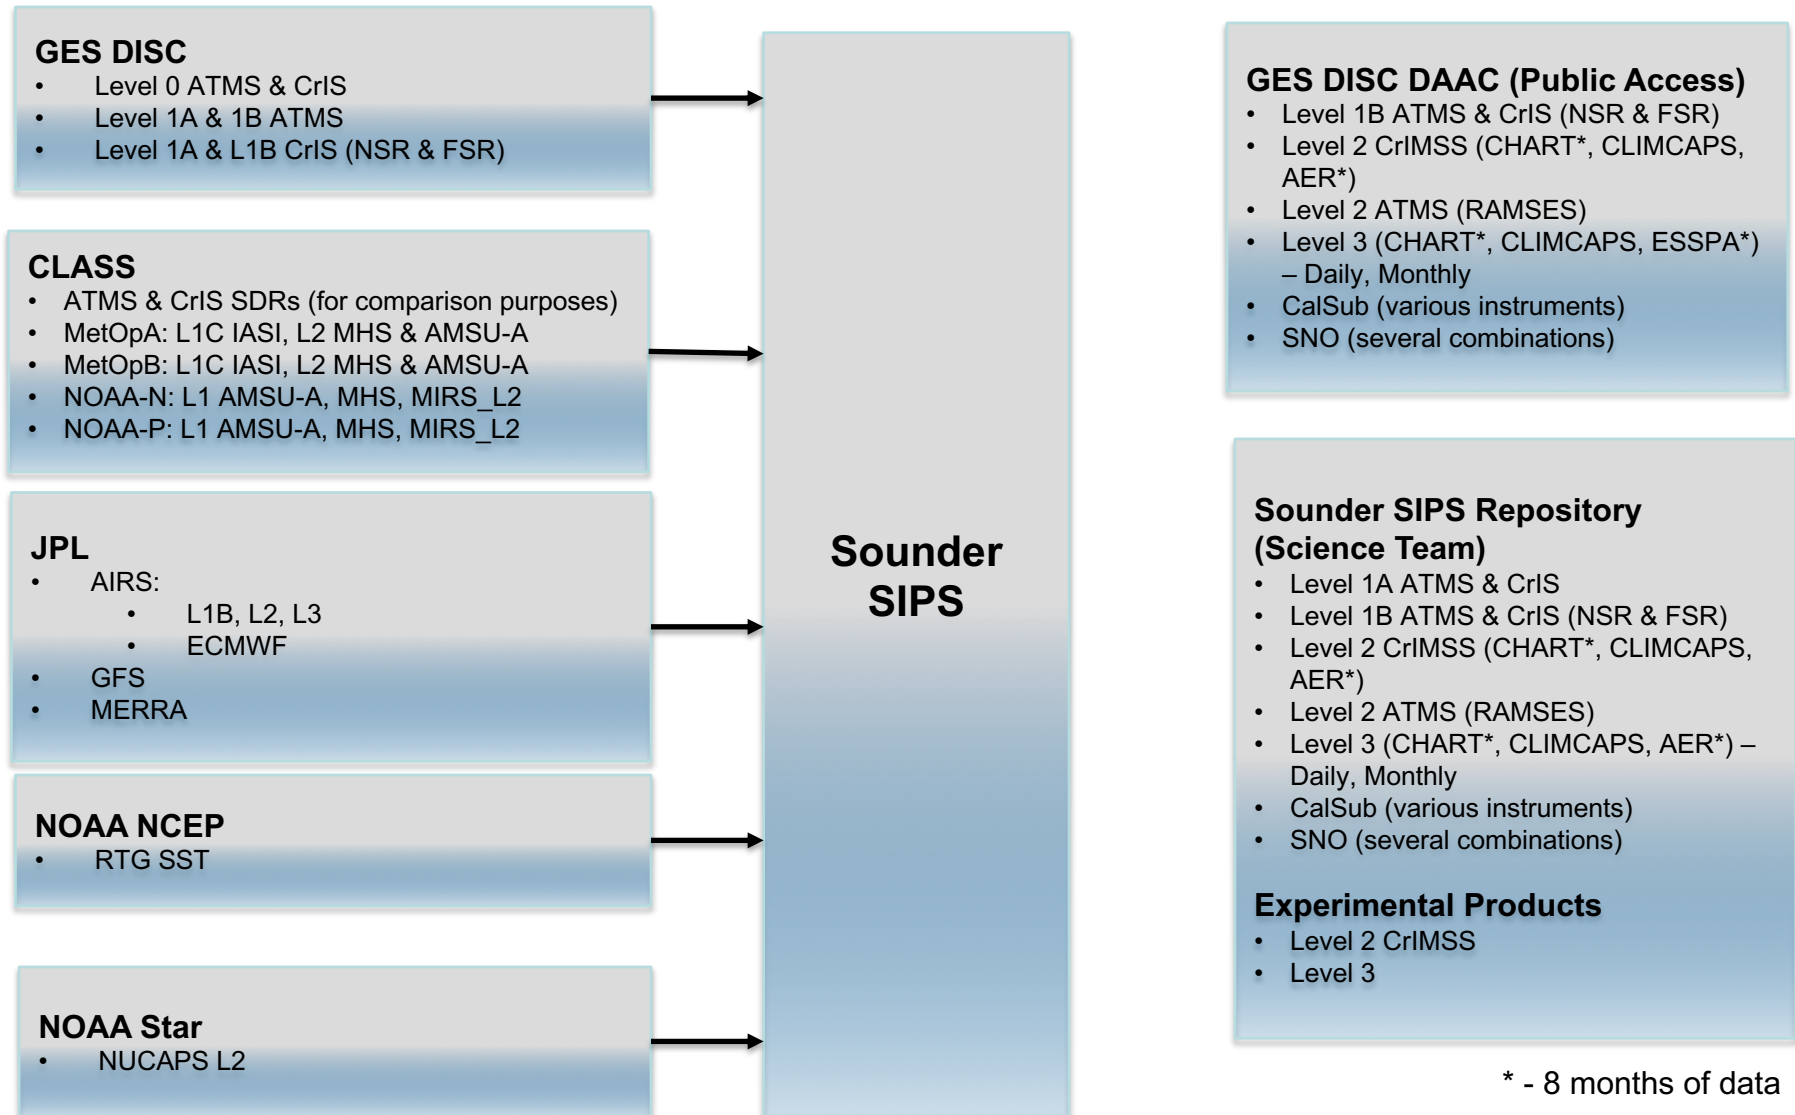 GES DISC
• Level 0 ATMS & CrIS
• Level 1A & 1B ATMS
• Level 1A & L1B CrIS (NSR & FSR)
CLASS
• ATMS & CrIS SDRs (for comparison purposes)
• MetOpA: L1C IASI, L2 MHS & AMSU-A
• MetOpB: L1C IASI, L2 MHS & AMSU-A
• NOAA-N: L1 AMSU-A, MHS, MIRS_L2
• NOAA-P: L1 AMSU-A, MHS, MIRS_L2
JPL
• AIRS:
• L1B, L2, L3
• ECMWF
• GFS
• MERRA
NOAA NCEP
• RTG SST
NOAA Star
• NUCAPS L2
Sounder
SIPS
GES DISC DAAC (Public Access)
• Level 1B ATMS & CrIS (NSR & FSR)
• Level 2 CrIMSS (CHART*, CLIMCAPS,
AER*)
• Level 2 ATMS (RAMSES)
• Level 3 (CHART*, CLIMCAPS, ESSPA*)
– Daily, Monthly
• CalSub (various instruments)
• SNO (several combinations)
Sounder SIPS Repository
(Science Team)
• Level 1A ATMS & CrIS
• Level 1B ATMS & CrIS (NSR & FSR)
• Level 2 CrIMSS (CHART*, CLIMCAPS,
AER*)
• Level 2 ATMS (RAMSES)
• Level 3 (CHART*, CLIMCAPS, AER*) –
Daily, Monthly
• CalSub (various instruments)
• SNO (several combinations)
Experimental Products
• Level 2 CrIMSS
• Level 3
* - 8 months of data